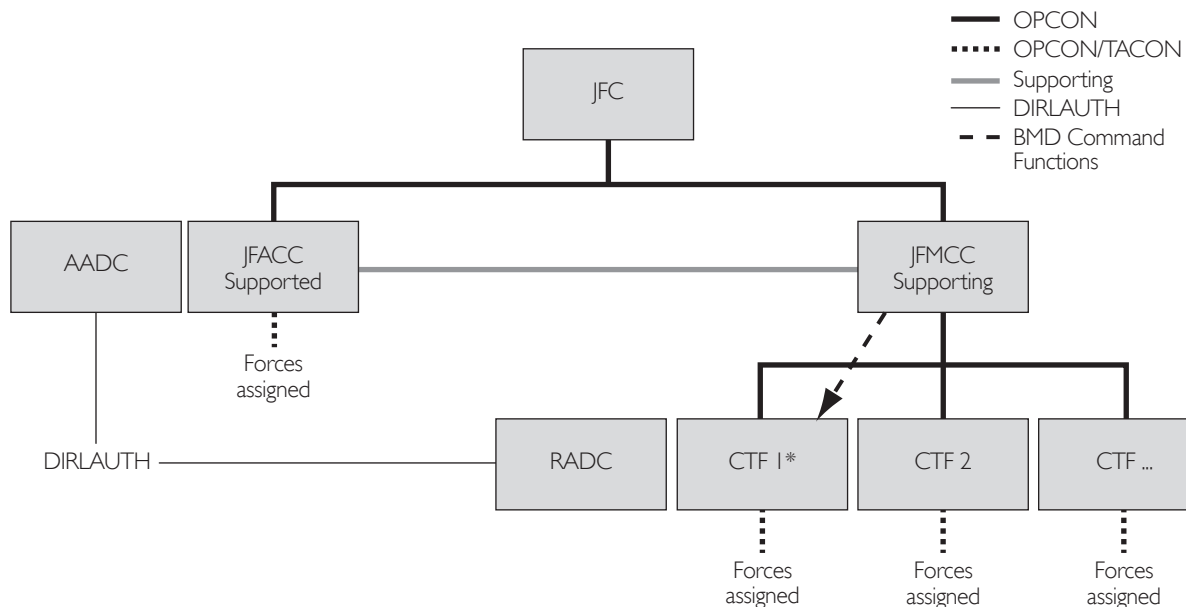 OPCON
OPCON/TACON
Supporting
DIRLAUTH
BMD Command
Functions
JFC
AADC
JFACC
Supported
JFMCC
Supporting
Forces
assigned
DIRLAUTH
RADC
CTF 1*
CTF 2
CTF ...
Forces
assigned
Forces
assigned
Forces
assigned